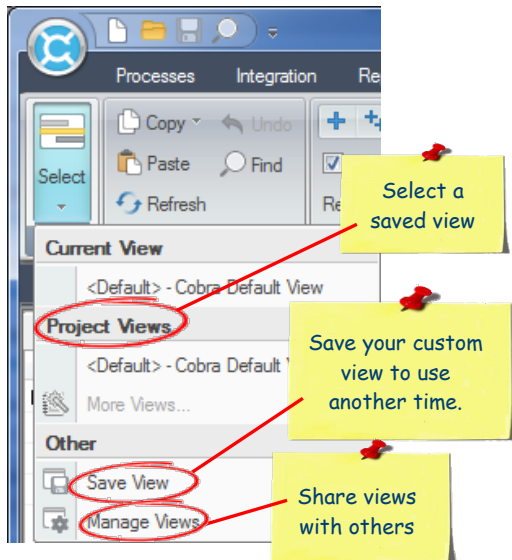 Processes Integration Re
Copy Undo
Paste Find
Select
Refresh Re
Select a
saved view
Current View
<Default> - Cobra Default View
Project Views
<Default> - Cobra Default V
More Views...
Save your custom
view to use
another time.
Other
Save View
Manage Views
Share views
with others